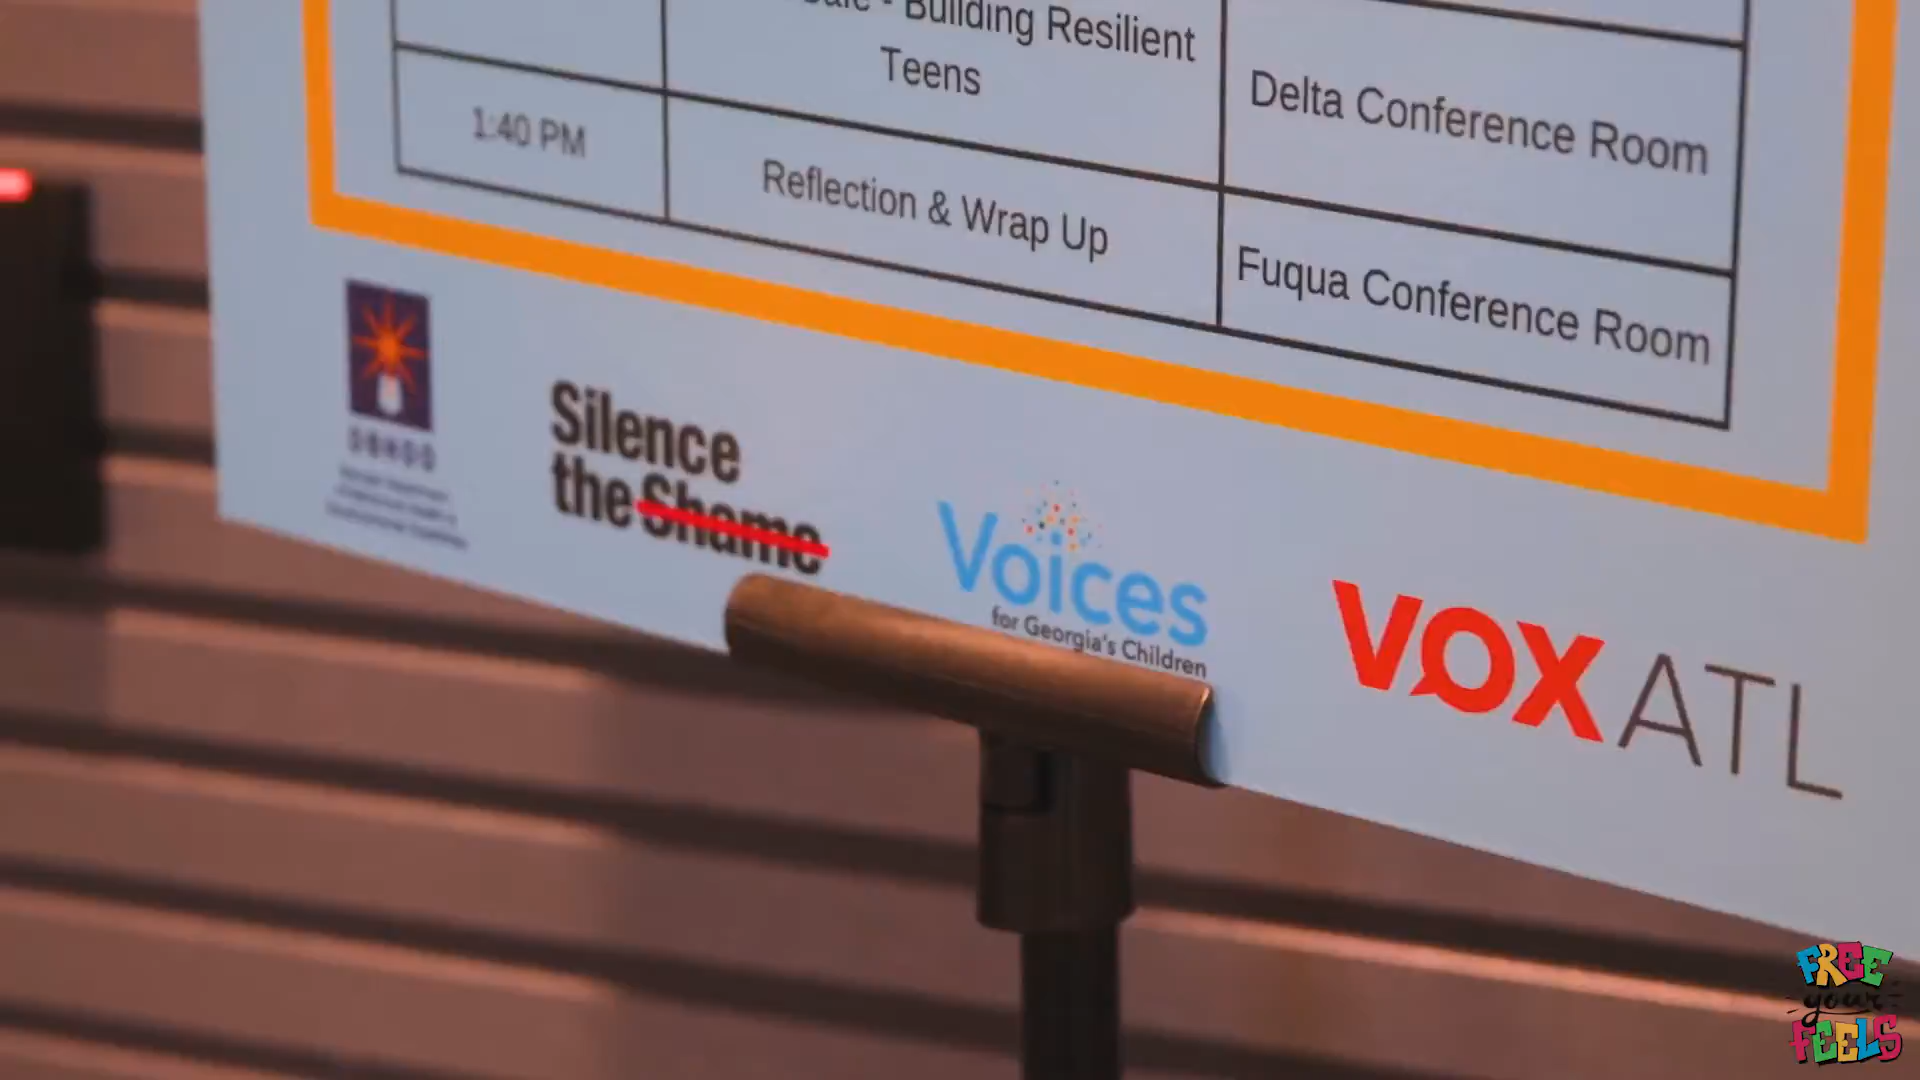 - Building Resilient
Teens
Delta Conference Room
1:40 PM
Reflection & Wrap Up
Fuqua Conference Room
DBHDD
Silence
the Shame
Voices
for Georgia's Children
VOX ATL
FREE
your
FEELS